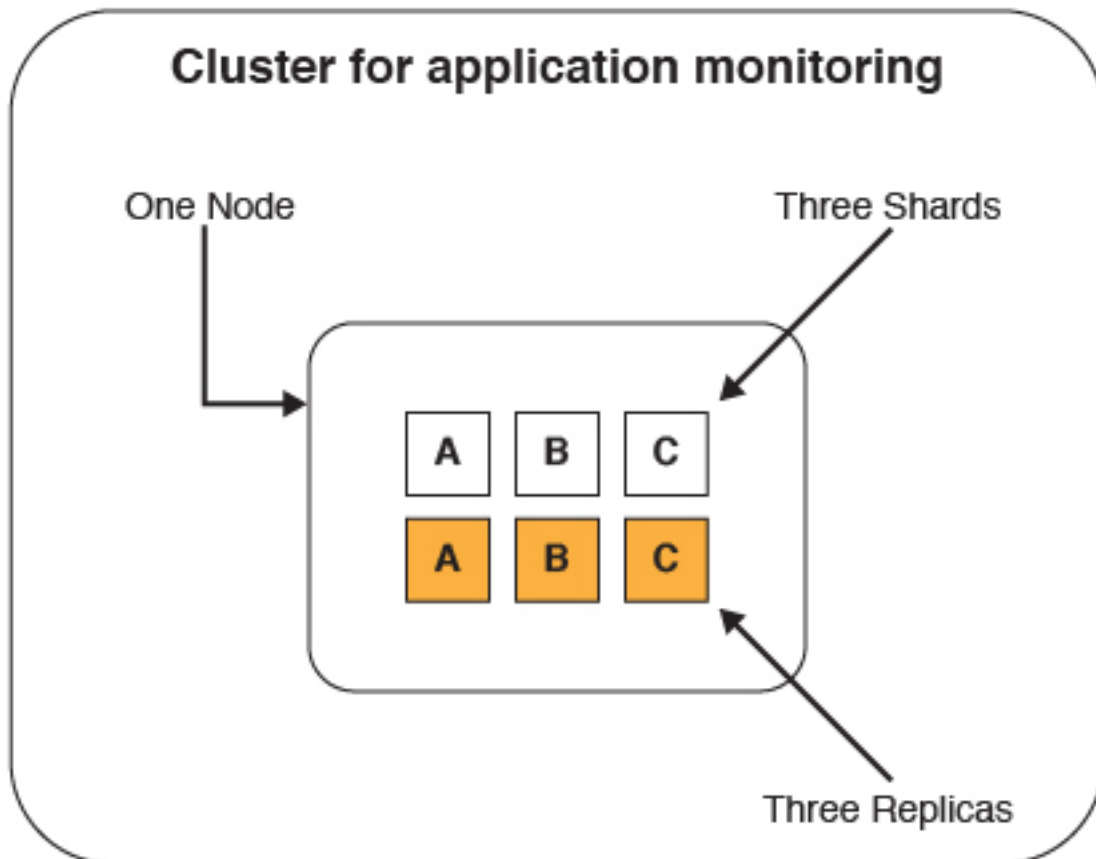 Cluster for application monitoring
One Node
Three Shards
A B C
A B C
Three Replicas